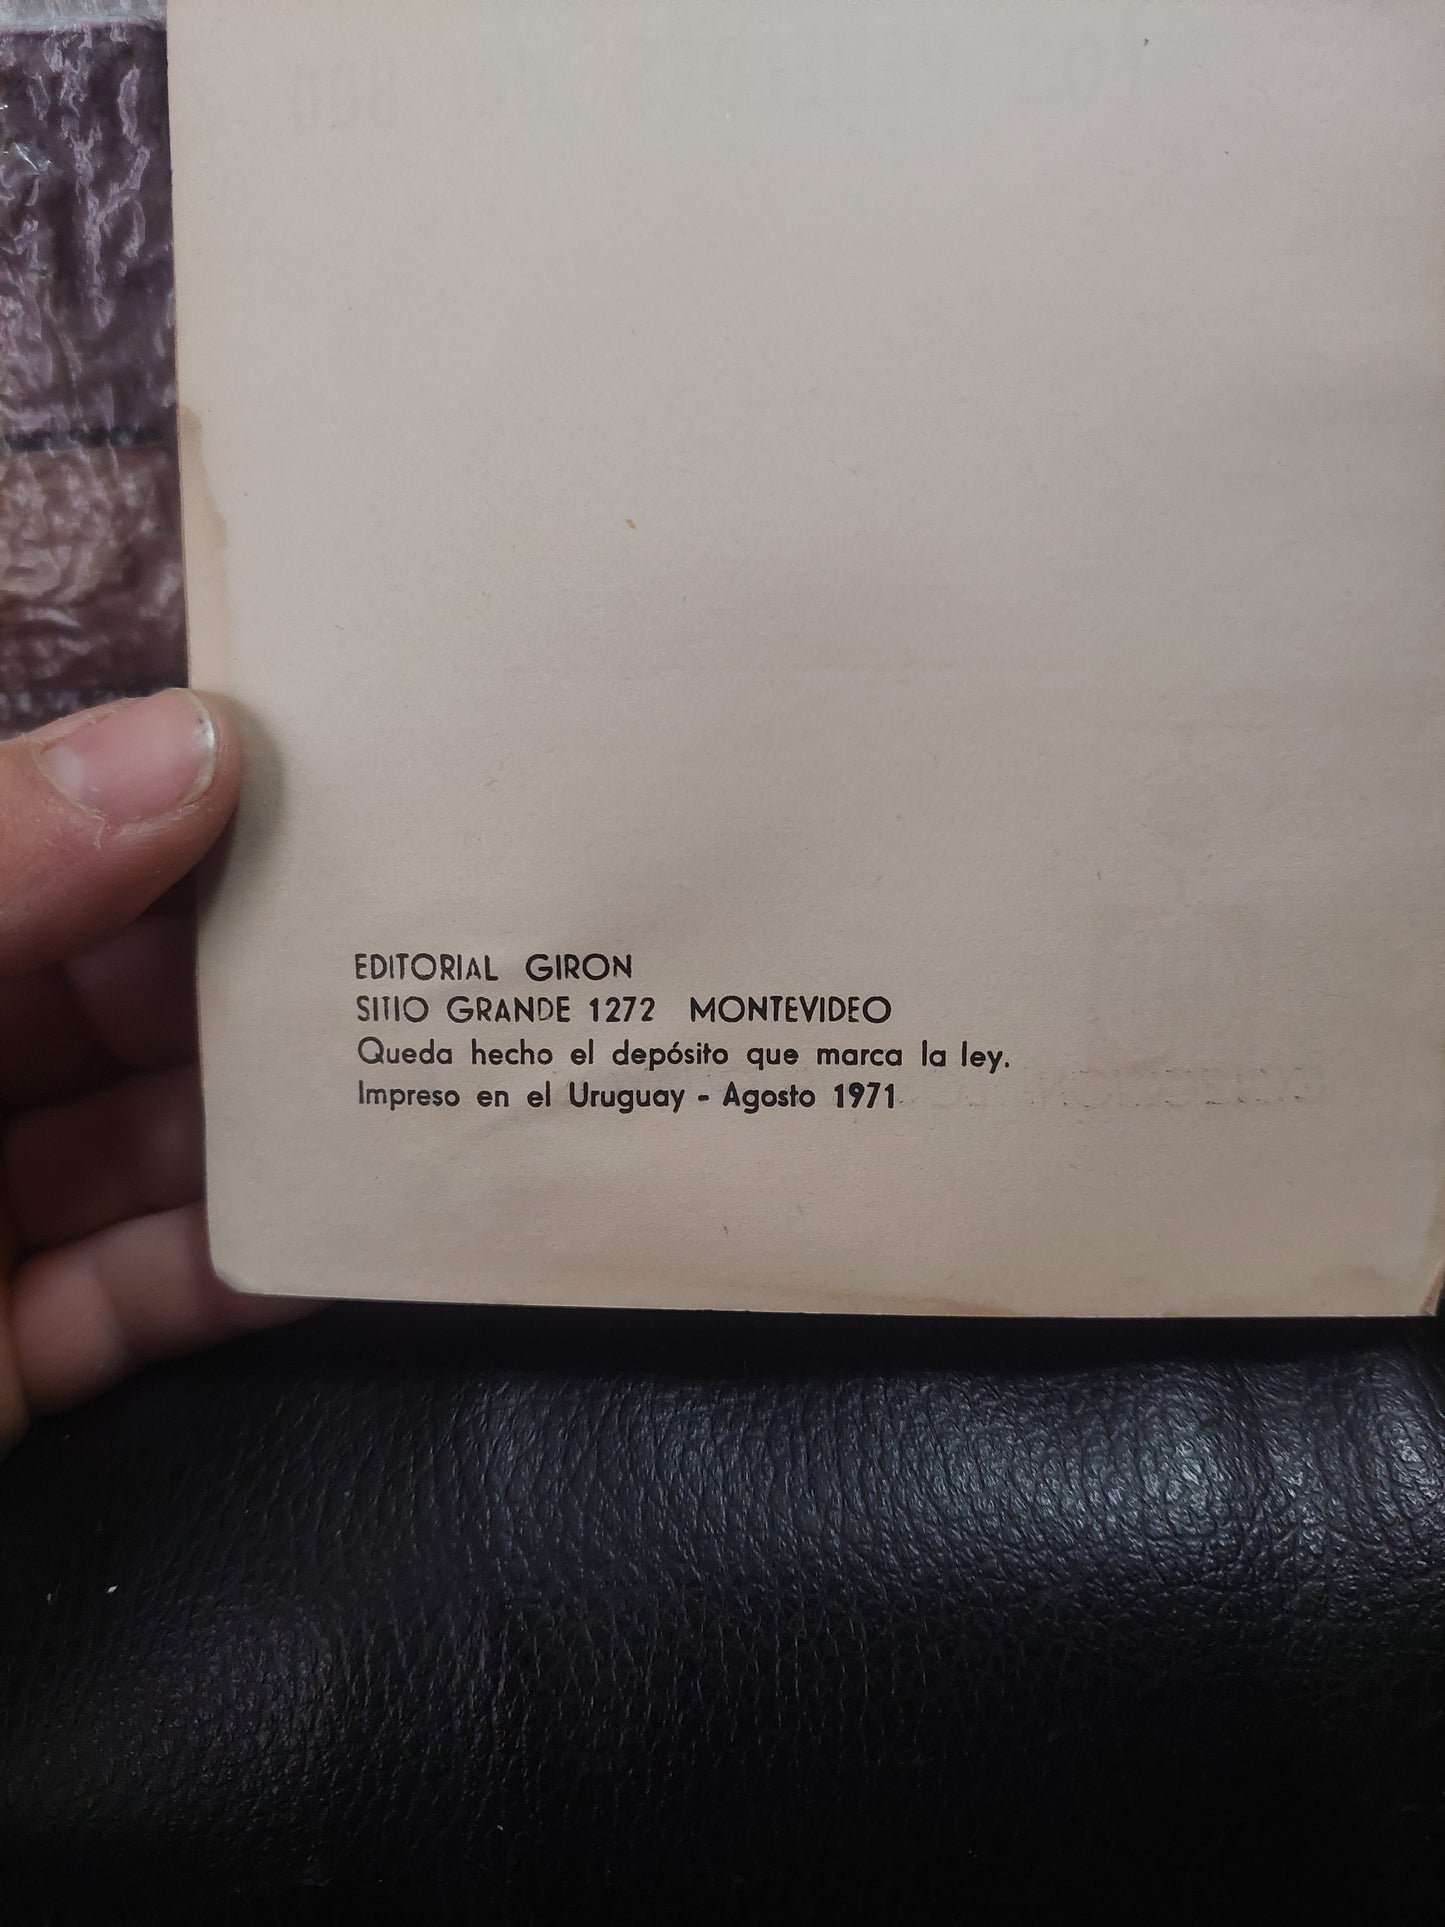 EDITORIAL GIRON
SITIO GRANDE 1272 MONTEVIDEO
Queda hecho el depósito que marca la ley.
Impreso en el Uruguay - Agosto 1971